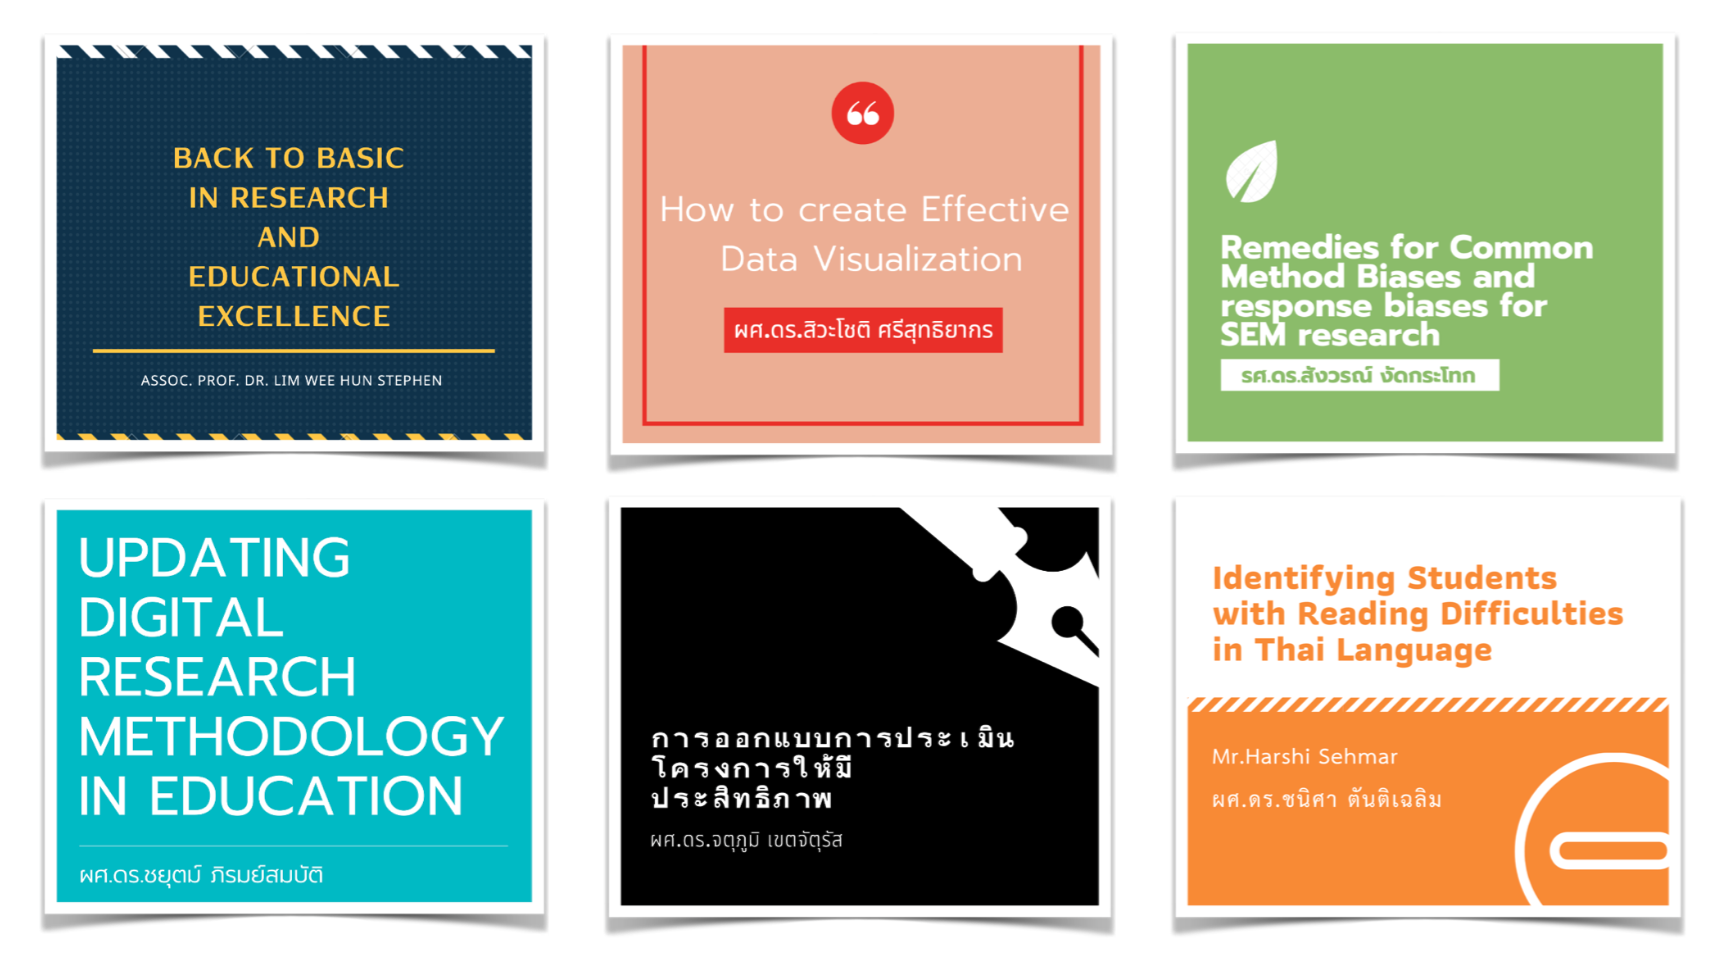 BACK TO BASIC
IN RESEARCH
AND
EDUCATIONAL
EXCELLENCE
ASSOC. PROF. DR. LIM WEE HUN STEPHEN
How to create Effective
Data Visualization
ผศ.ดร.สิวะโชติ ศรีสุทธิยากร
Remedies for Common
Method Biases and
response biases for
SEM research
รศ.ดร.สังวรณ์ งัดกระโทก
UPDATING
DIGITAL
RESEARCH
METHODOLOGY
IN EDUCATION
ผศ.ดร.ชยุตม์ ภิรมย์สมบัติ
การออกแบบการประเมิน
โครงการให้มี
ประสิทธิภาพ
ผศ.ดร.จตุภูมิ เขตจัตุรัส
Identifying Students
with Reading Difficulties
in Thai Language
Mr.Harshi Sehmar
ผศ.ดร.ชนิศา ตันติเฉลิม